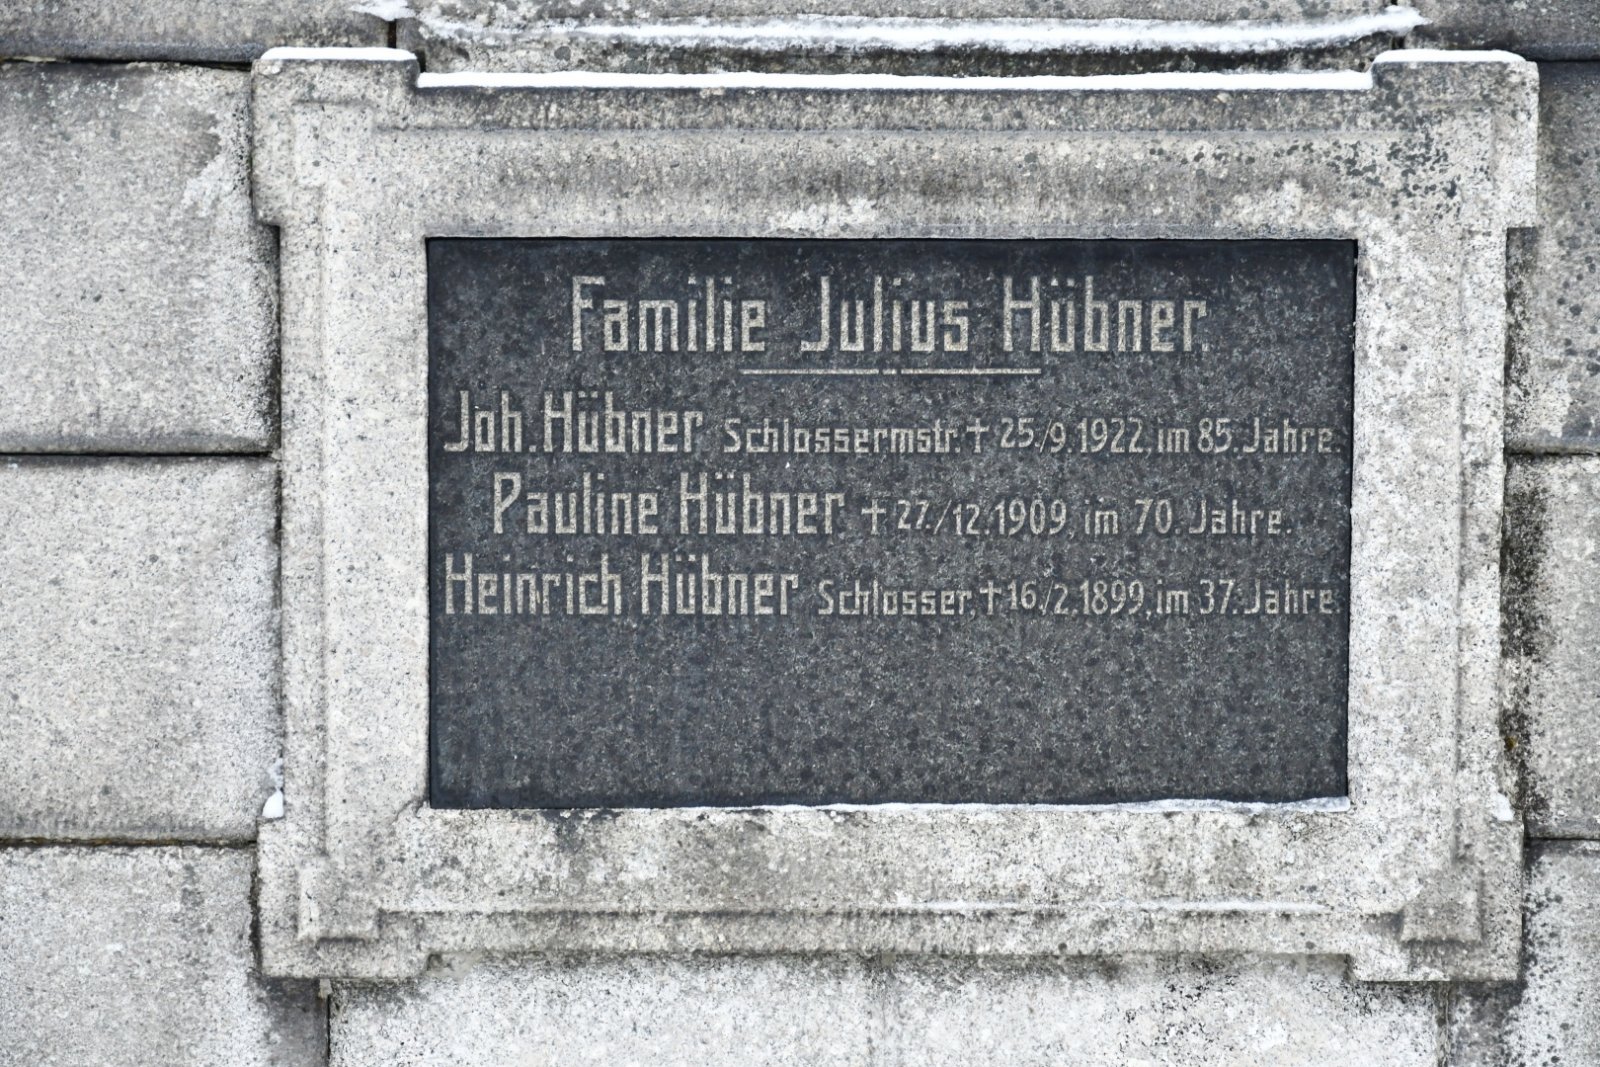 Familie Julius Hübner.
Joh. Hübner Schlossermstr. † 25./9.1922, im 85. Jahre.
Pauline Hübner † 27./12.1909, im 70. Jahre.
Heinrich Hübner Schlosser, † 16./2.1899, im 37. Jahre